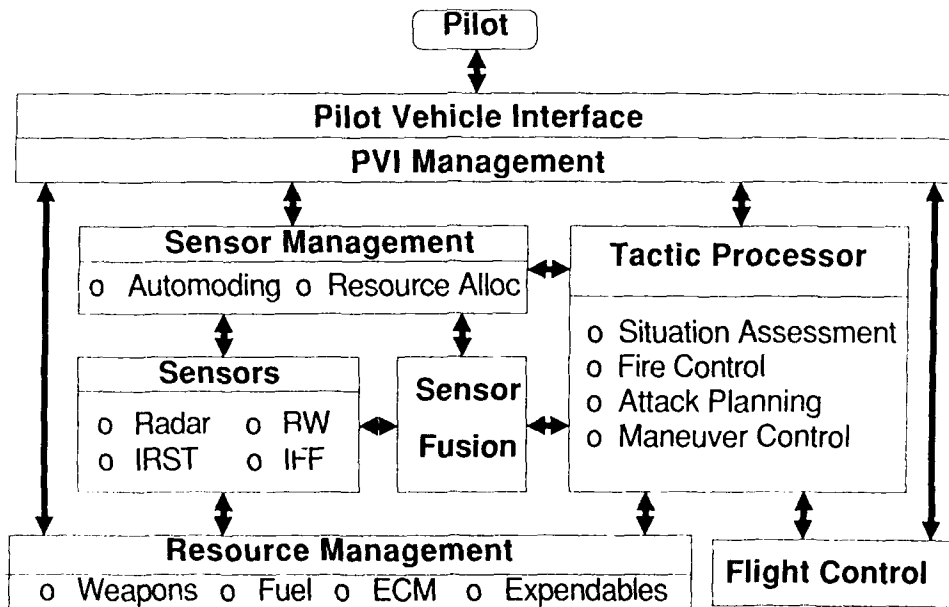 Pilot
Pilot Vehicle Interface
PVI Management
Sensor Management
o Automoding o Resource Alloc
Tactic Processor
o Situation Assessment
o Fire Control
o Attack Planning
o Maneuver Control
Sensors
o Radar o RW
o IRST o IFF
Sensor
Fusion
Resource Management
o Weapons o Fuel o ECM o Expendables
Flight Control